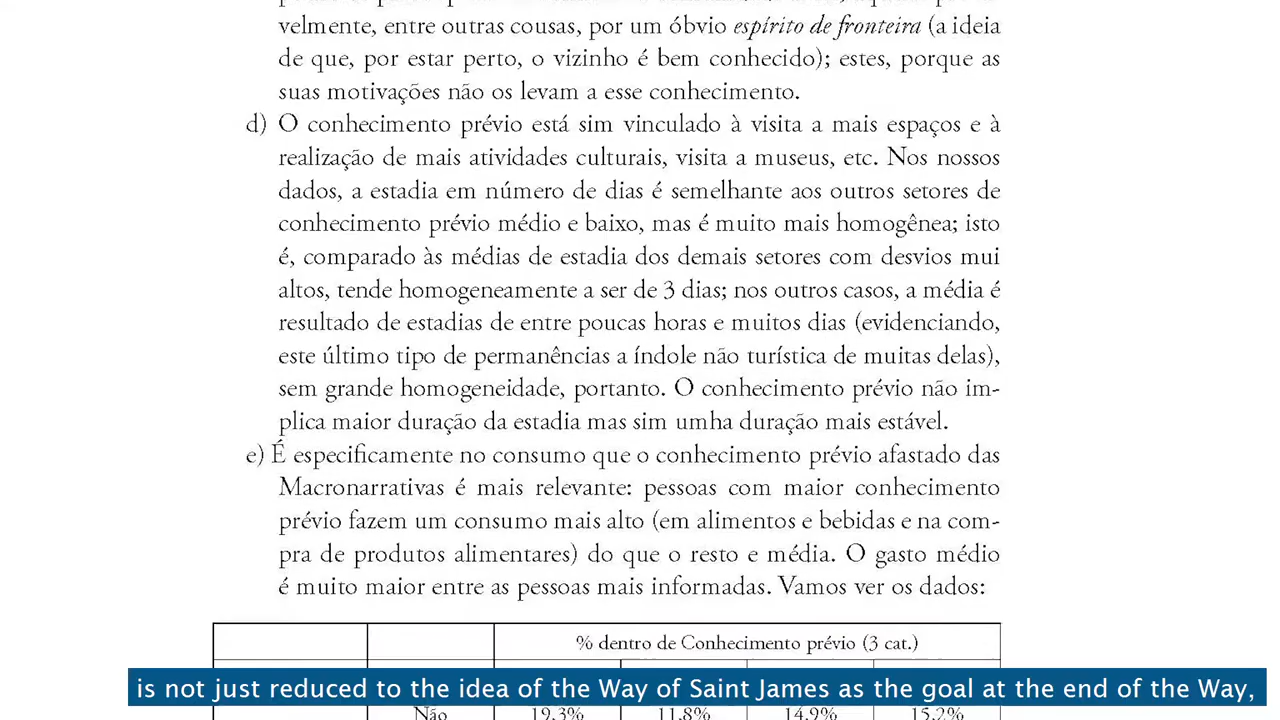 velmente, entre outras cousas, por um óbvio espírito de fronteira (a ideia
de que, por estar perto, o vizinho é bem conhecido); estes, porque as
suas motivações não os levam a esse conhecimento.
d) O conhecimento prévio está sim vinculado à visita a mais espaços e à
realização de mais atividades culturais, visita a museus, etc. Nos nossos
dados, a estadia em número de dias é semelhante aos outros setores de
conhecimento prévio médio e baixo, mas é muito mais homogênea; isto
é, comparado às médias de estadia dos demais setores com desvios mui
altos, tende homogeneamente a ser de 3 dias; nos outros casos, a média é
resultado de estadias de entre poucas horas e muitos dias (evidenciando,
este último tipo de permanências a índole não turística de muitas delas),
sem grande homogeneidade, portanto. O conhecimento prévio não im-
plica maior duração da estadia mas sim umha duração mais estável.
e) É especificamente no consumo que o conhecimento prévio afastado das
Macronarrativas é mais relevante: pessoas com maior conhecimento
prévio fazem um consumo mais alto (em alimentos e bebidas e na com-
pra de produtos alimentares) do que o resto e média. O gasto médio
é muito maior entre as pessoas mais informadas. Vamos ver os dados:
% dentro de Conhecimento prévio (3 cat.)
is not just reduced to the idea of the Way of Saint James as the goal at the end of the Way,
Não 19,3% 11,8% 14,9% 15,2%